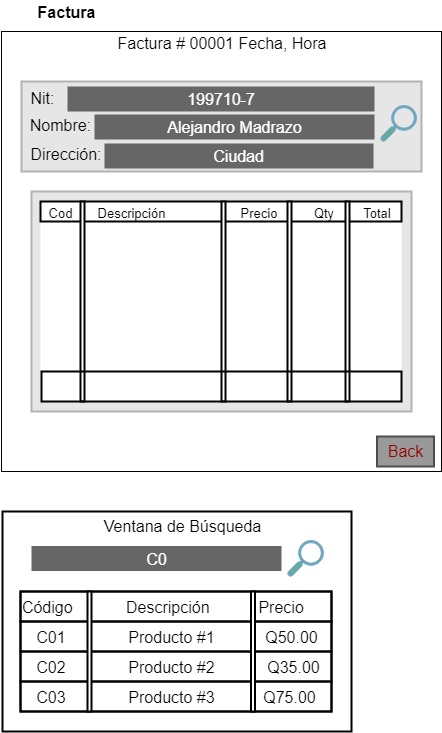 Factura
Factura # 00001 Fecha, Hora
Nit: 199710-7
Nombre: Alejandro Madrazo
Dirección: Ciudad
Cod Descripción Precio Qty Total
Back
Ventana de Búsqueda
C0
Código Descripción Precio
C01 Producto #1 Q50.00
C02 Producto #2 Q35.00
C03 Producto #3 Q75.00